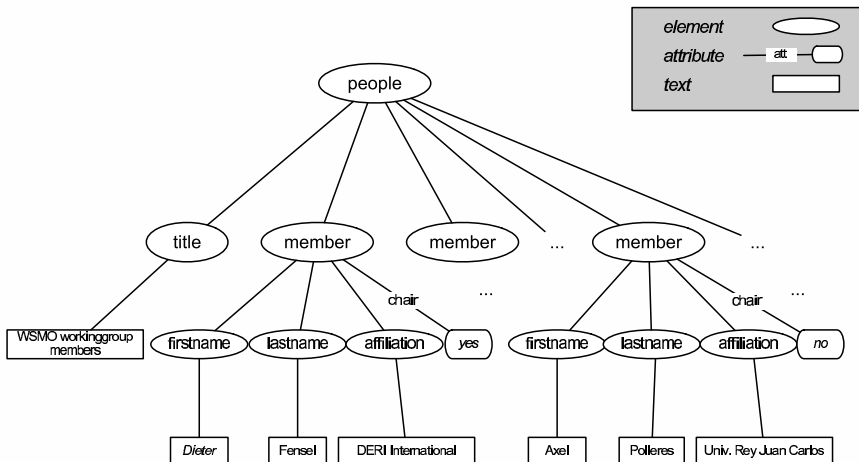 element
attribute att
text
people
title member member ... member ...
chair ... chair ...
WSMO workinggroup
members
firstname lastname affiliation yes firstname lastname affiliation no
Dieter Fensel DERI International Axel Polleres Univ. Rey Juan Carlos